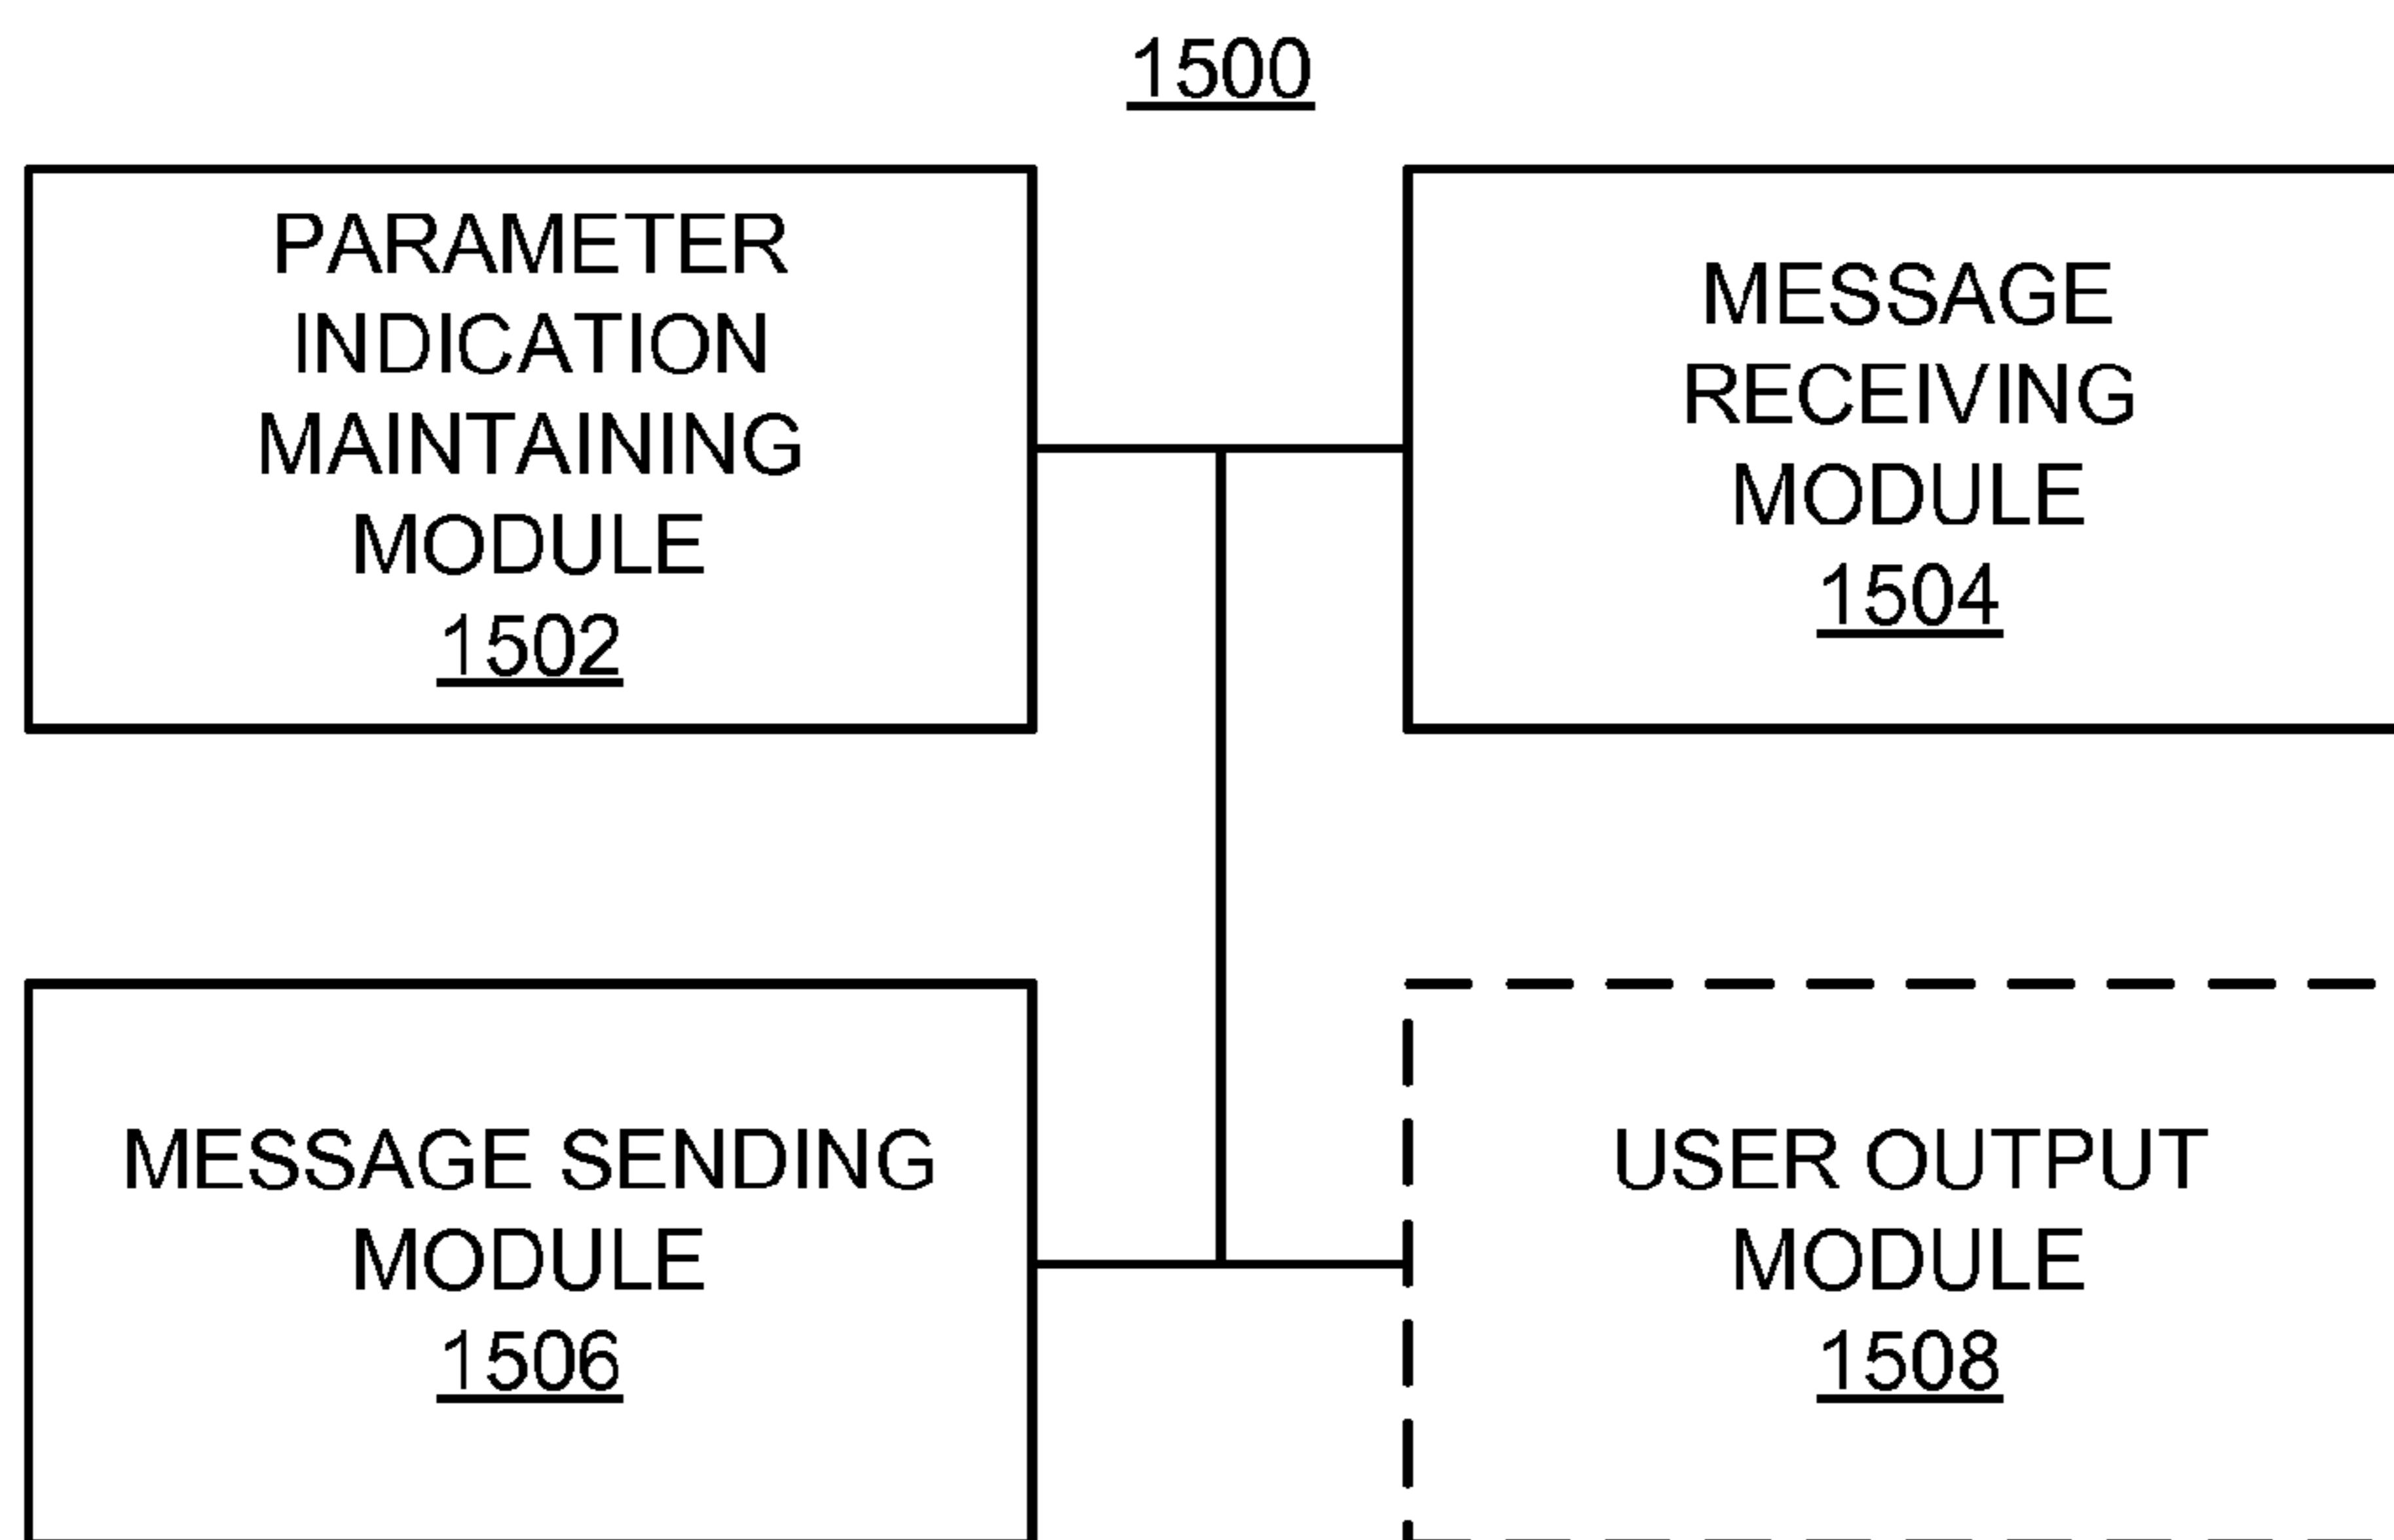 1500
PARAMETER
INDICATION
MAINTAINING
MODULE
1502
MESSAGE
RECEIVING
MODULE
1504
MESSAGE SENDING
MODULE
1506
USER OUTPUT
MODULE
1508